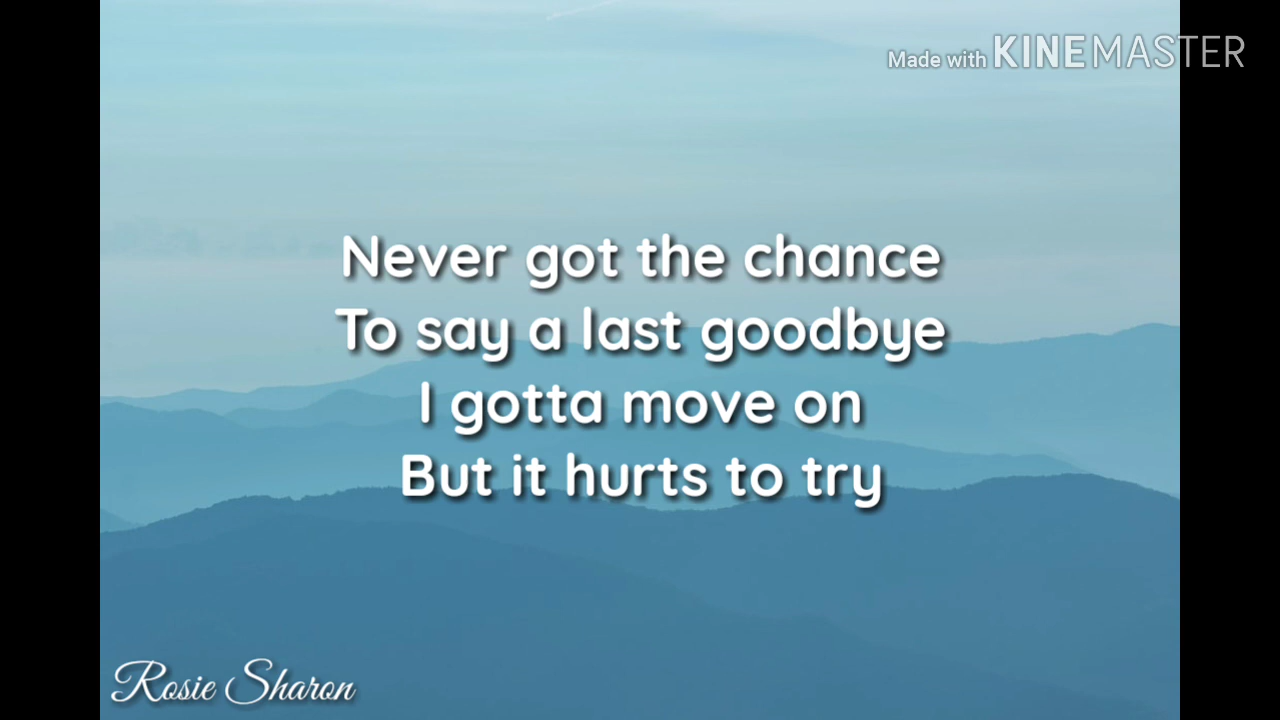 Made with KINEMASTER
Never got the chance
To say a last goodbye
I gotta move on
But it hurts to try
Rosie Sharon